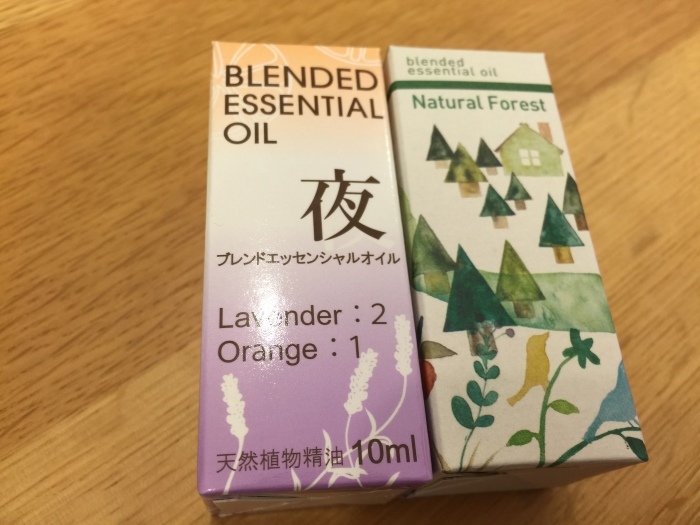 BLENDED
ESSENTIAL
OIL
夜
ブレンドエッセンシャルオイル
Lavender：2
Orange：1
天然植物精油 10ml
blended
essential oil
Natural Forest